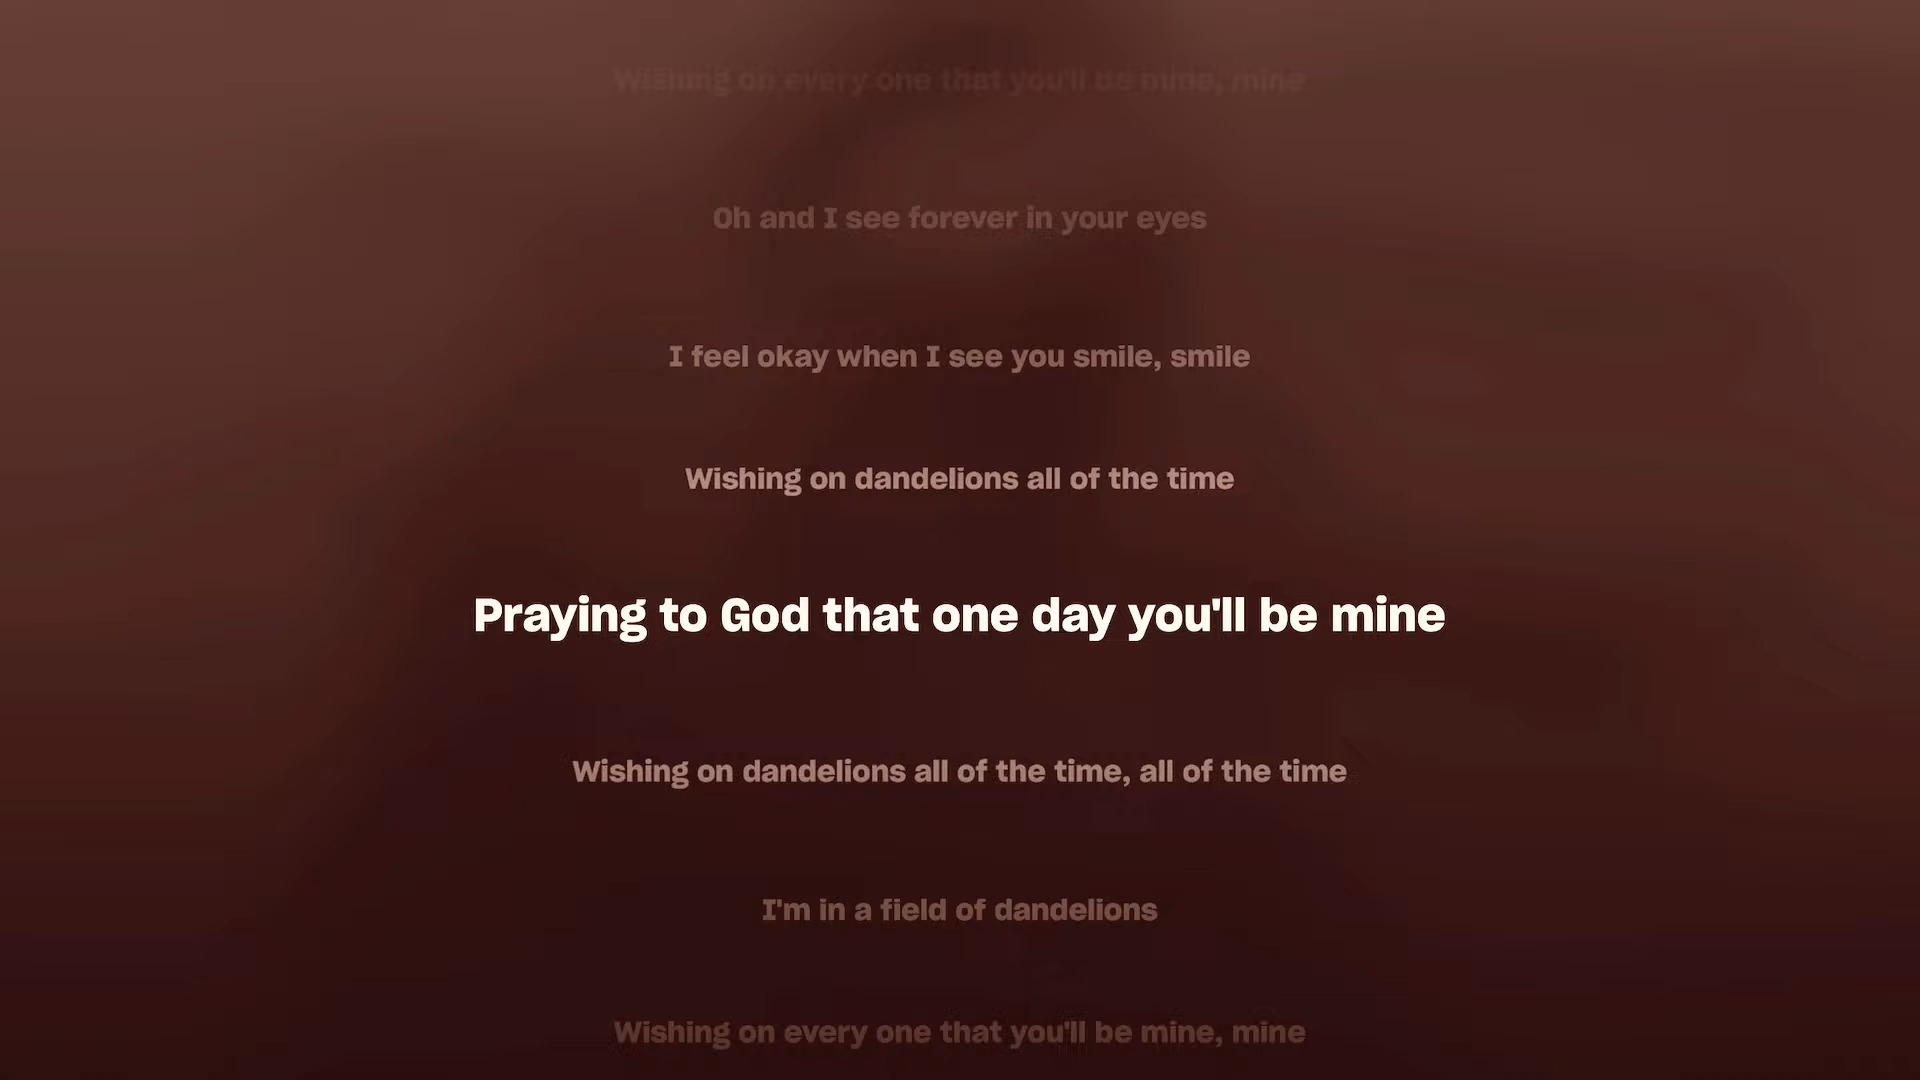 Wishing on every one that you'll be mine, mine
Oh and I see forever in your eyes
I feel okay when I see you smile, smile
Wishing on dandelions all of the time
Praying to God that one day you'll be mine
Wishing on dandelions all of the time, all of the time
I'm in a field of dandelions
Wishing on every one that you'll be mine, mine